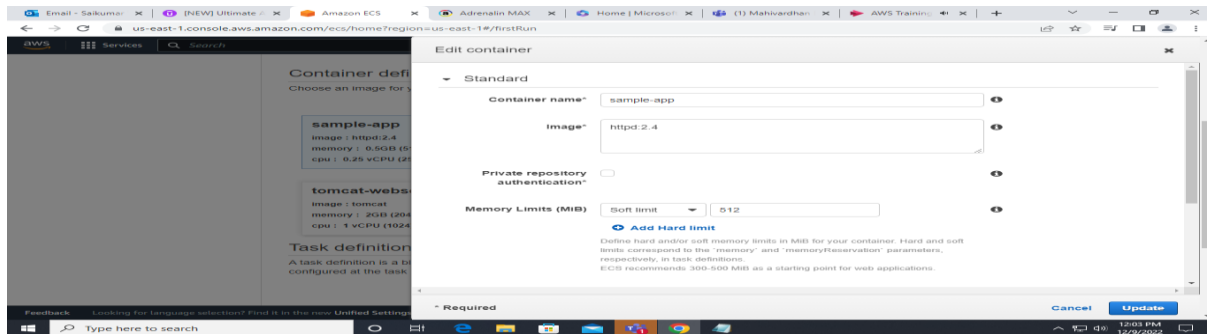 Email - Saikumar
[NEW] Ultimate A
Amazon ECS
Adrenalin MAX
Home | Microsoft
(1) Mahivardhan
AWS Training
us-east-1.console.aws.amazon.com/ecs/home?region=us-east-1#/firstRun
aws
Services
Search
Edit container
Container defi
Choose an image for y
Standard
Container name*
sample-app
Image*
httpd:2.4
sample-app
image : httpd:2.4
memory : 0.5GB (5
cpu : 0.25 vCPU (25
Private repository
authentication*
tomcat-webs
image : tomcat
memory : 2GB (204
cpu : 1 vCPU (1024
Memory Limits (MiB)
Soft limit
512
Add Hard limit
Define hard and/or soft memory limits in MiB for your container. Hard and soft
limits correspond to the `memory` and `memoryReservation` parameters,
respectively, in task definitions.
ECS recommends 300-500 MiB as a starting point for web applications.
Task definition
A task definition is a bl
configured at the task
* Required
Cancel
Update
Feedback
Looking for language selection? Find it in the new Unified Settings
Type here to search
12:03 PM
12/9/2022